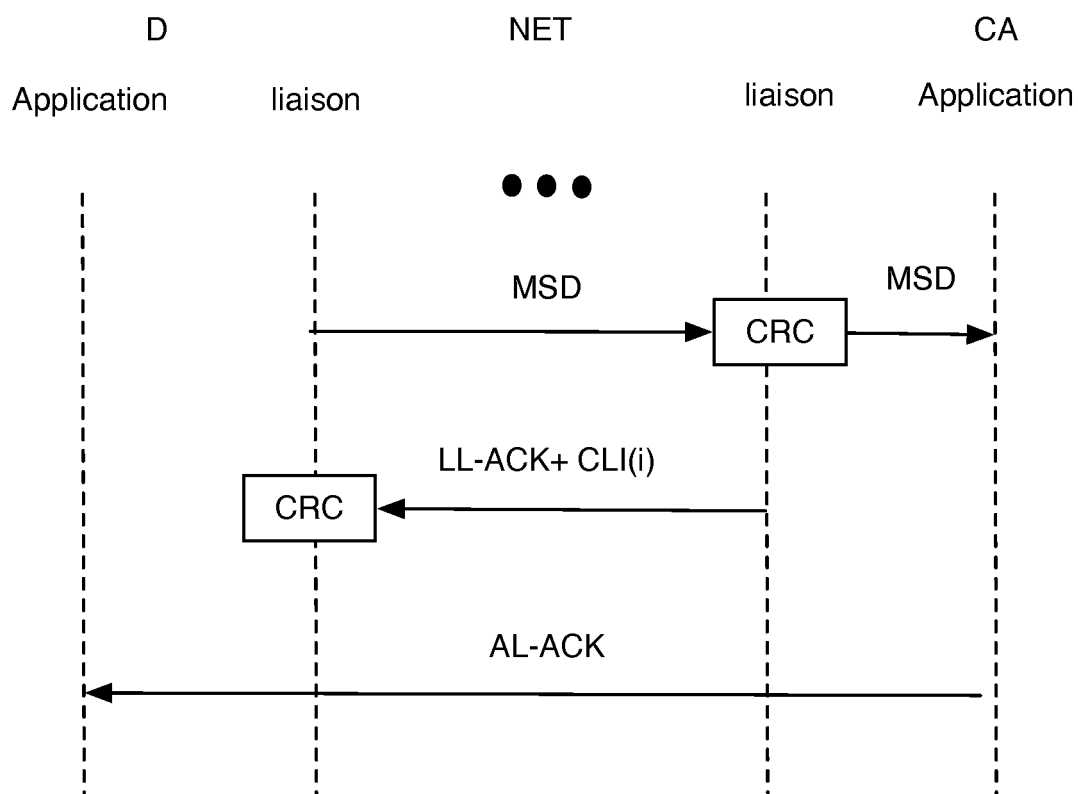 D NET CA
Application liaison liaison Application
MSD
MSD
CRC
LL-ACK+ CLI(i)
CRC
AL-ACK